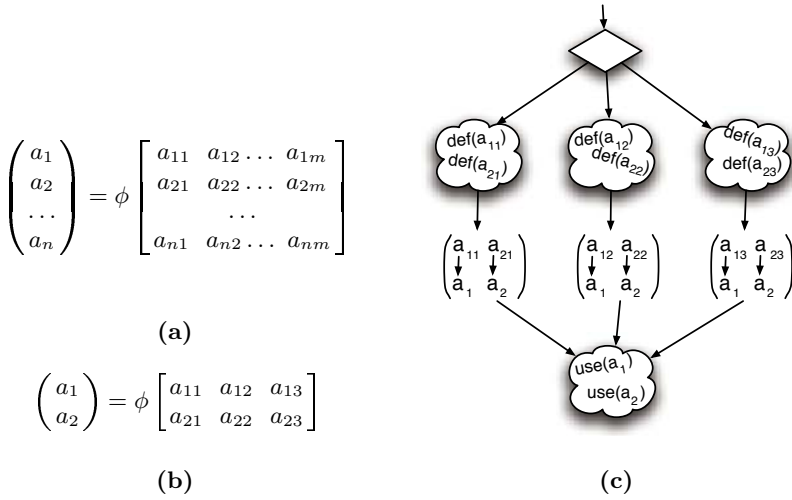 (a₁ a₂ … aₙ) = φ [a₁₁ a₁₂ … a₁ₘ
a₂₁ a₂₂ … a₂ₘ
…
aₙ₁ aₙ₂ … aₙₘ]
(a)
(a₁ a₂) = φ [a₁₁ a₁₂ a₁₃
a₂₁ a₂₂ a₂₃]
(b)
def(a₁₁)
def(a₂₁)
def(a₁₂)
def(a₂₂)
def(a₁₃)
def(a₂₃)
(a₁₁ a₂₁
a₁ a₂)
(a₁₂ a₂₂
a₁ a₂)
(a₁₃ a₂₃
a₁ a₂)
use(a₁)
use(a₂)
(c)